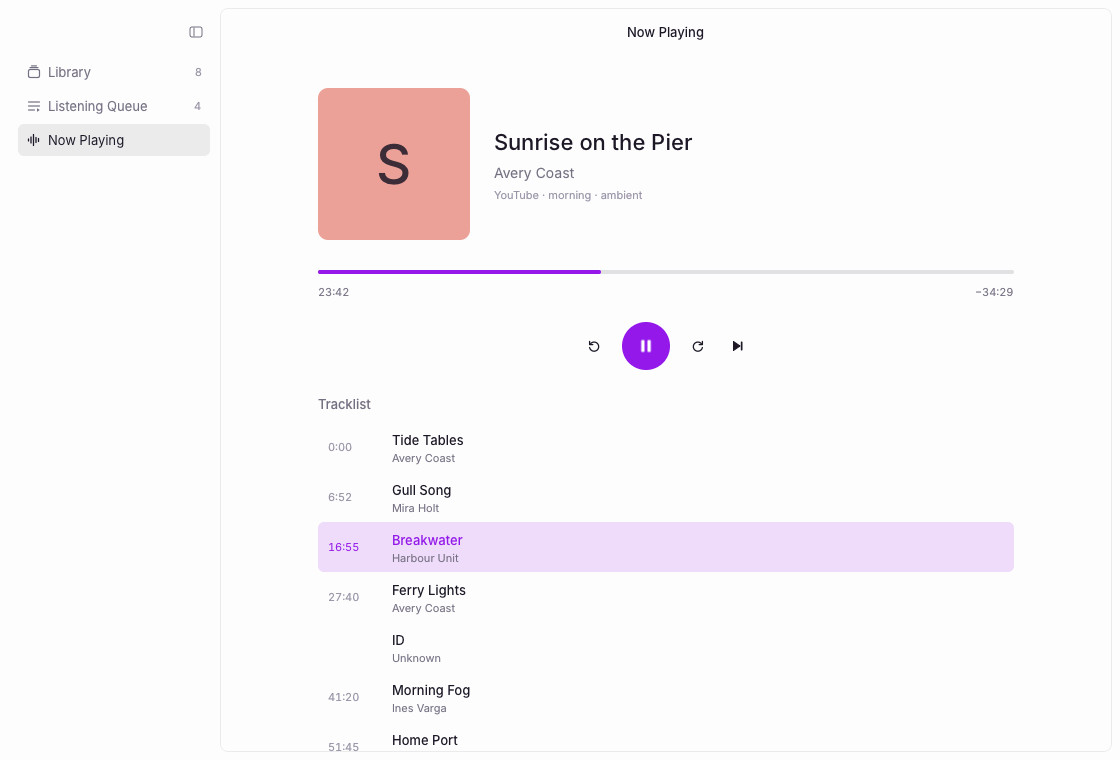 Now Playing
Library 8
Listening Queue 4
Now Playing
S
Sunrise on the Pier
Avery Coast
YouTube · morning · ambient
23:42 −34:29
Tracklist
0:00 Tide Tables
Avery Coast
6:52 Gull Song
Mira Holt
16:55 Breakwater
Harbour Unit
27:40 Ferry Lights
Avery Coast
ID
Unknown
41:20 Morning Fog
Ines Varga
51:45 Home Port